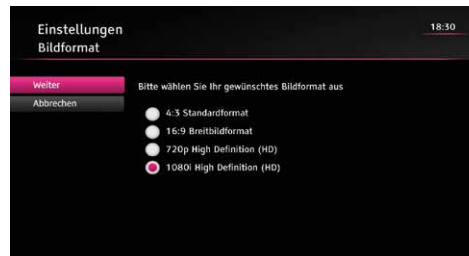 Einstellungen
18:30
Bildformat
Weiter
Bitte wählen Sie Ihr gewünschtes Bildformat aus
Abbrechen
4:3 Standardformat
16:9 Breitbildformat
720p High Definition (HD)
1080i High Definition (HD)